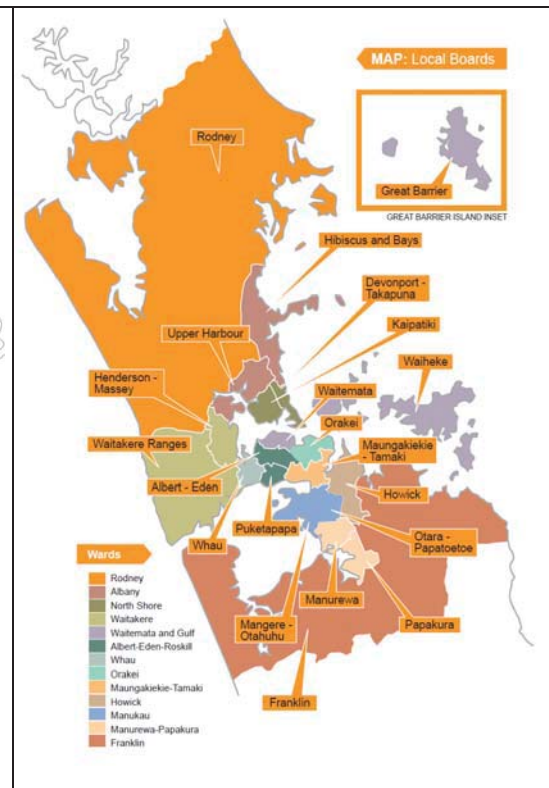 MAP: Local Boards
Rodney
Great Barrier
GREAT BARRIER ISLAND INSET
Hibiscus and Bays
Devonport -
Takapuna
Kaipatiki
Upper Harbour
Waiheke
Henderson -
Massey
Waitemata
Orakei
Waitakere Ranges
Maungakiekie
- Tamaki
Albert - Eden
Howick
Puketapapa
Whau
Otara -
Papatoetoe
Manurewa
Mangere -
Otahuhu
Papakura
Franklin
Wards
Rodney
Albany
North Shore
Waitakere
Waitemata and Gulf
Albert-Eden-Roskill
Whau
Orakei
Maungakiekie-Tamaki
Howick
Manukau
Manurewa-Papakura
Franklin